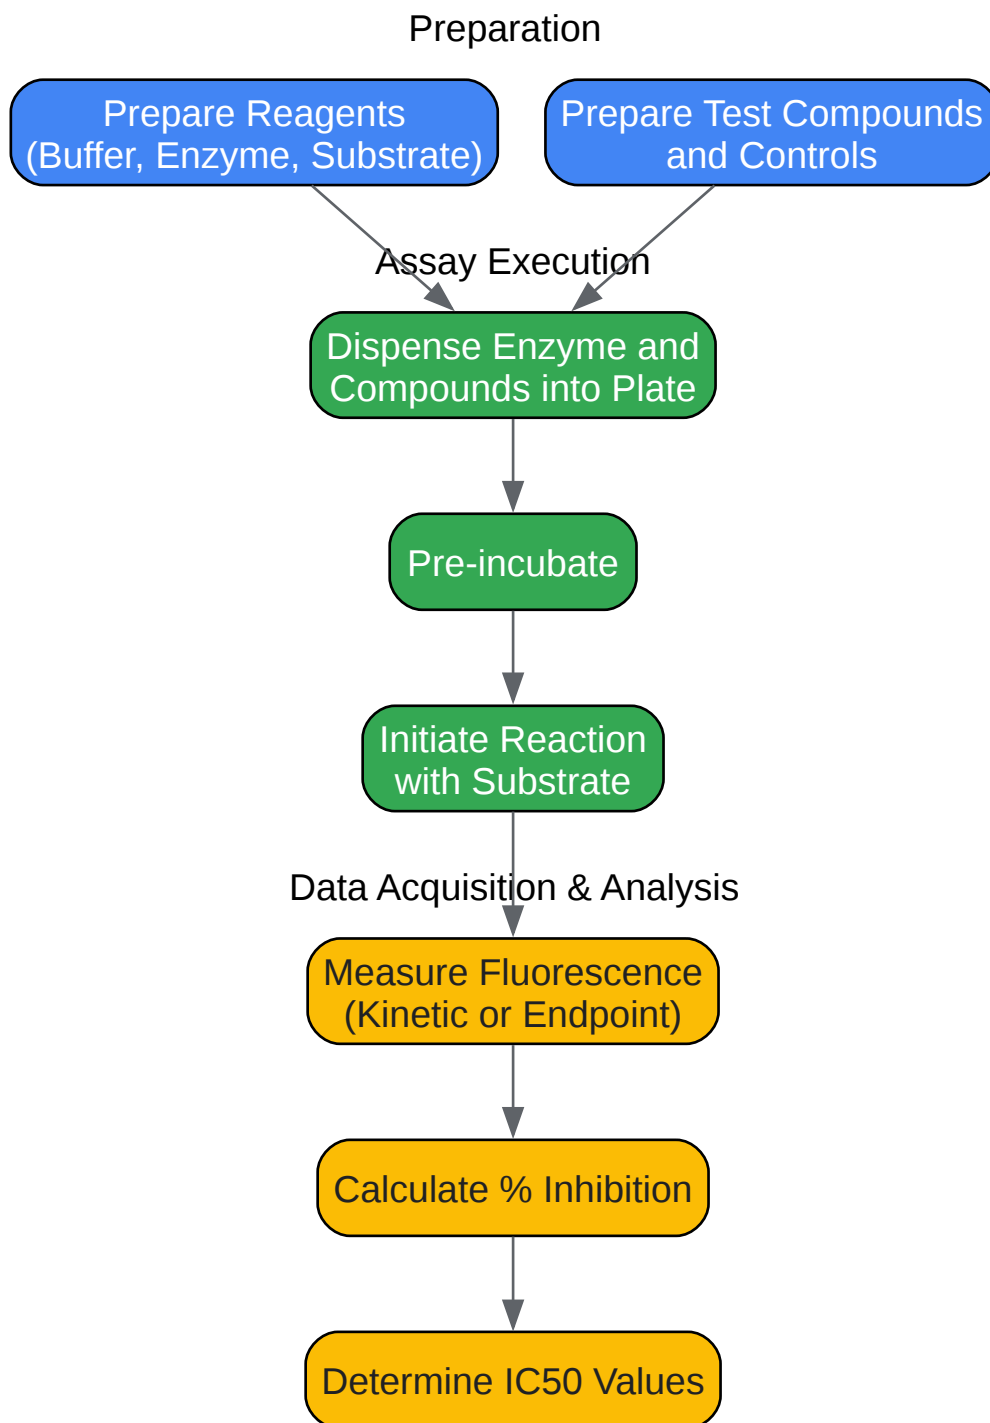 Preparation
Prepare Reagents
(Buffer, Enzyme, Substrate)
Prepare Test Compounds
and Controls
Assay Execution
Dispense Enzyme and
Compounds into Plate
Pre-incubate
Initiate Reaction
with Substrate
Data Acquisition & Analysis
Measure Fluorescence
(Kinetic or Endpoint)
Calculate % Inhibition
Determine IC50 Values